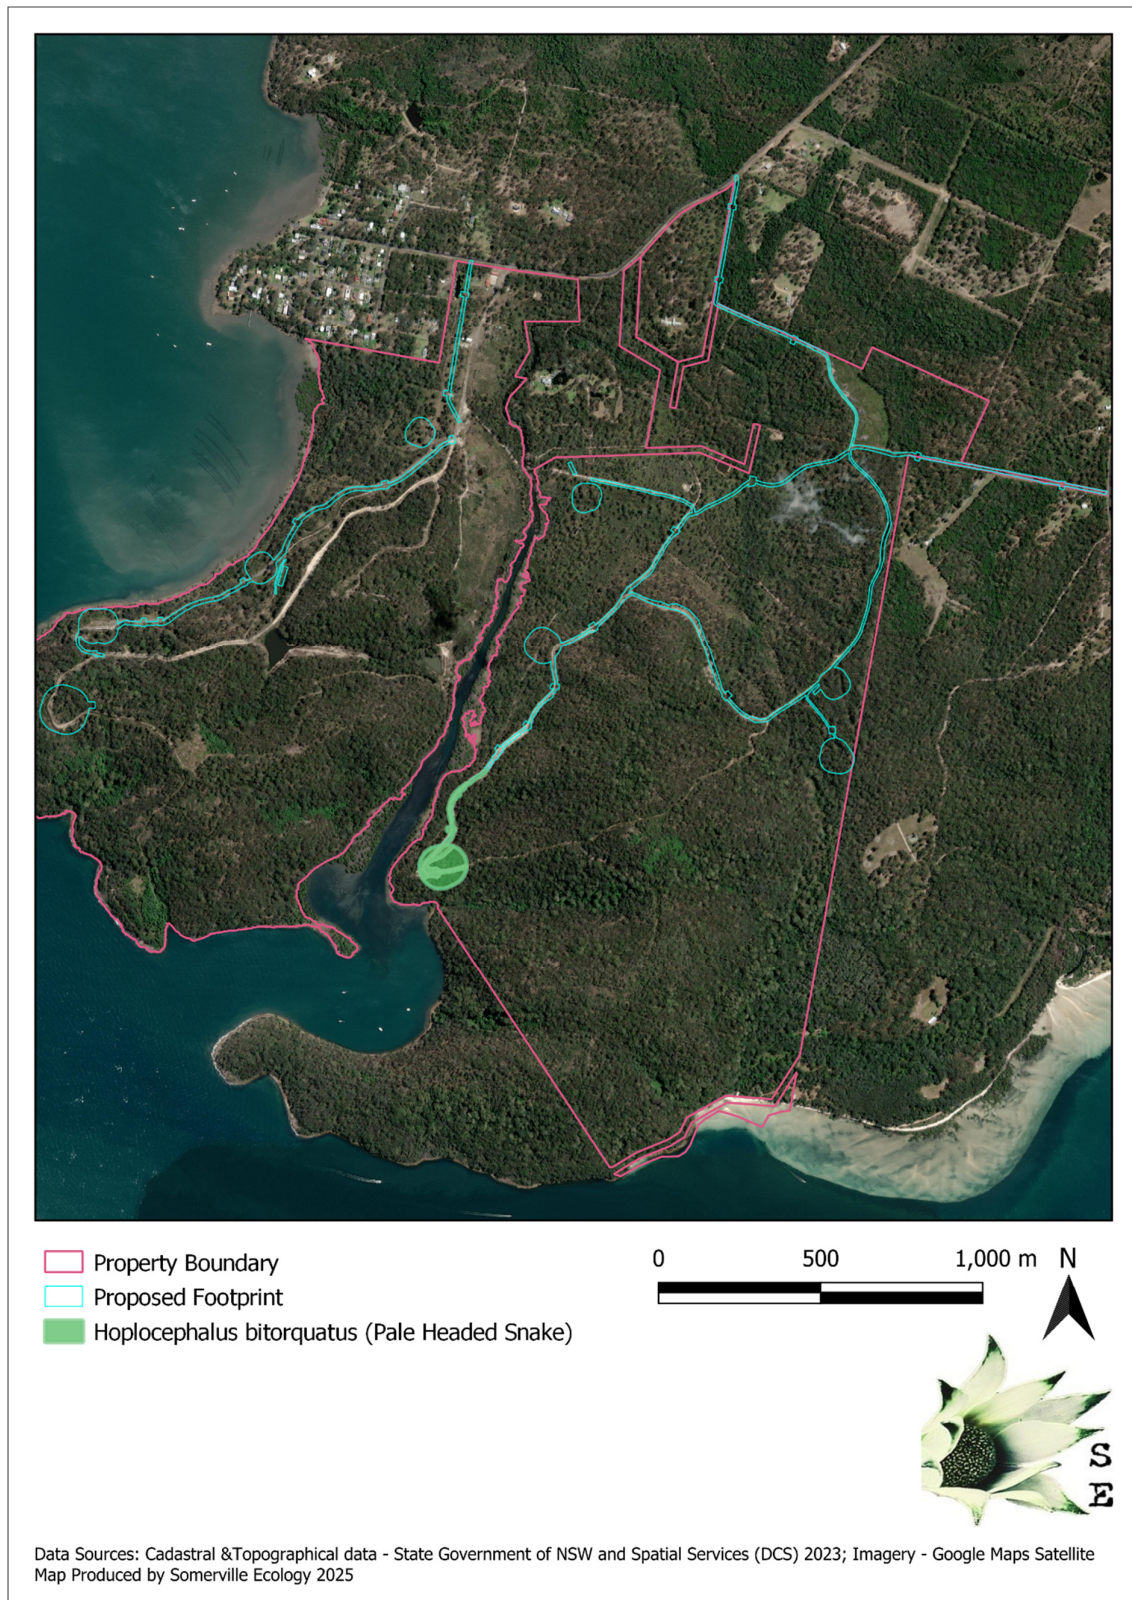 Property Boundary
Proposed Footprint
Hoplocephalus bitorquatus (Pale Headed Snake)
0 500 1,000 m N
S
E
Data Sources: Cadastral &Topographical data - State Government of NSW and Spatial Services (DCS) 2023; Imagery - Google Maps Satellite
Map Produced by Somerville Ecology 2025